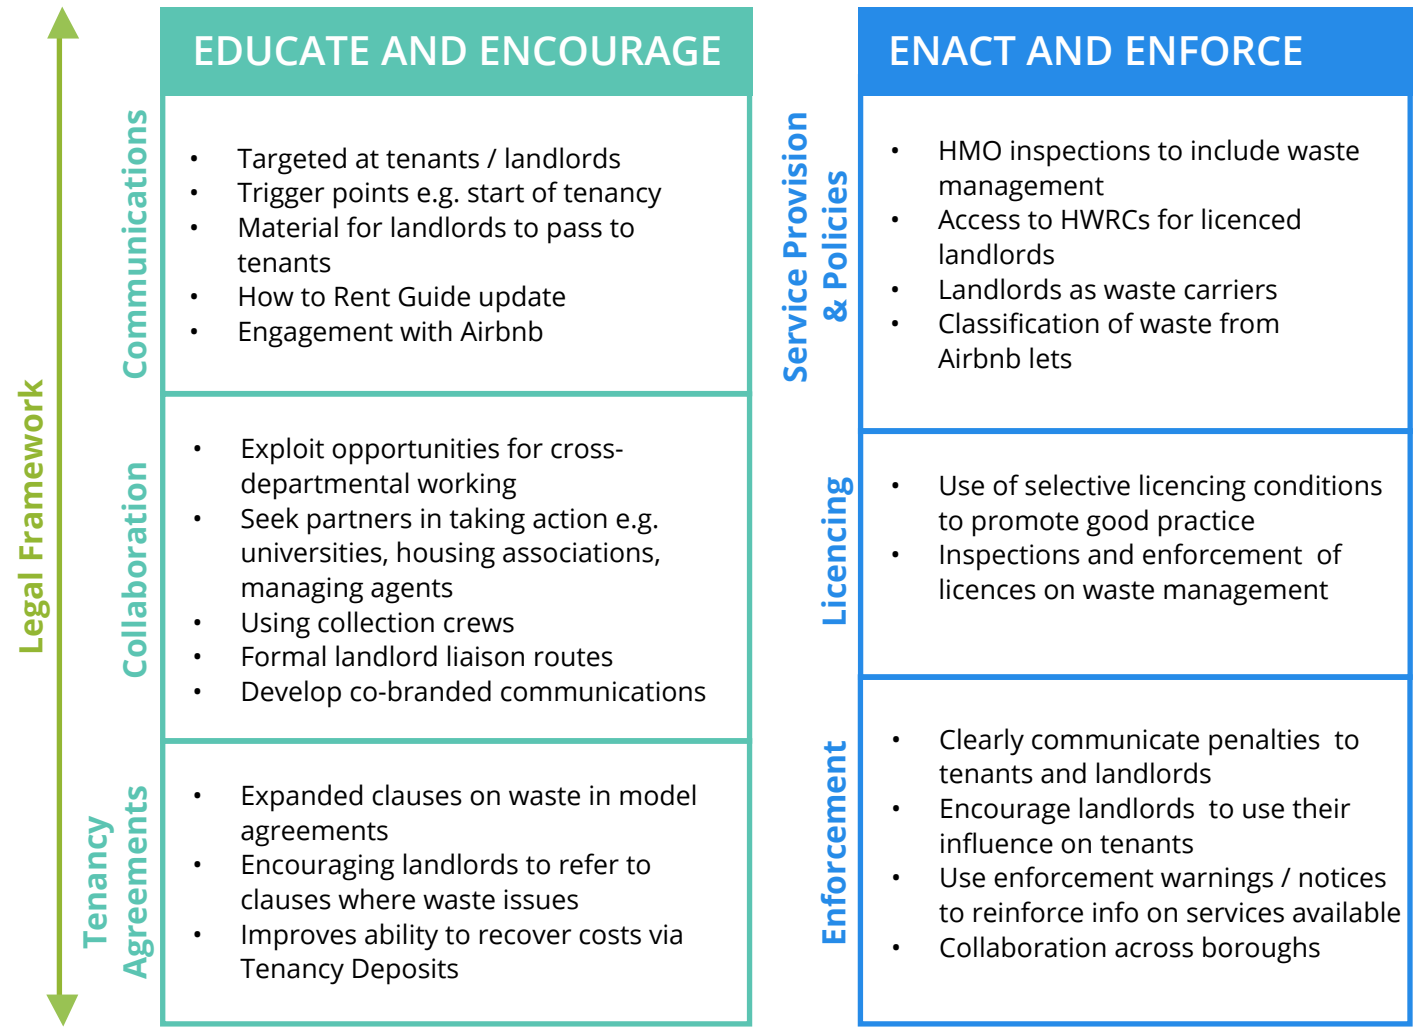 Legal Framework
EDUCATE AND ENCOURAGE
Communications
• Targeted at tenants / landlords
• Trigger points e.g. start of tenancy
• Material for landlords to pass to
tenants
• How to Rent Guide update
• Engagement with Airbnb
Collaboration
• Exploit opportunities for cross-
departmental working
• Seek partners in taking action e.g.
universities, housing associations,
managing agents
• Using collection crews
• Formal landlord liaison routes
• Develop co-branded communications
Tenancy
Agreements
• Expanded clauses on waste in model
agreements
• Encouraging landlords to refer to
clauses where waste issues
• Improves ability to recover costs via
Tenancy Deposits
ENACT AND ENFORCE
Service Provision
& Policies
• HMO inspections to include waste
management
• Access to HWRCs for licenced
landlords
• Landlords as waste carriers
• Classification of waste from
Airbnb lets
Licencing
• Use of selective licencing conditions
to promote good practice
• Inspections and enforcement of
licences on waste management
Enforcement
• Clearly communicate penalties to
tenants and landlords
• Encourage landlords to use their
influence on tenants
• Use enforcement warnings / notices
to reinforce info on services available
• Collaboration across boroughs